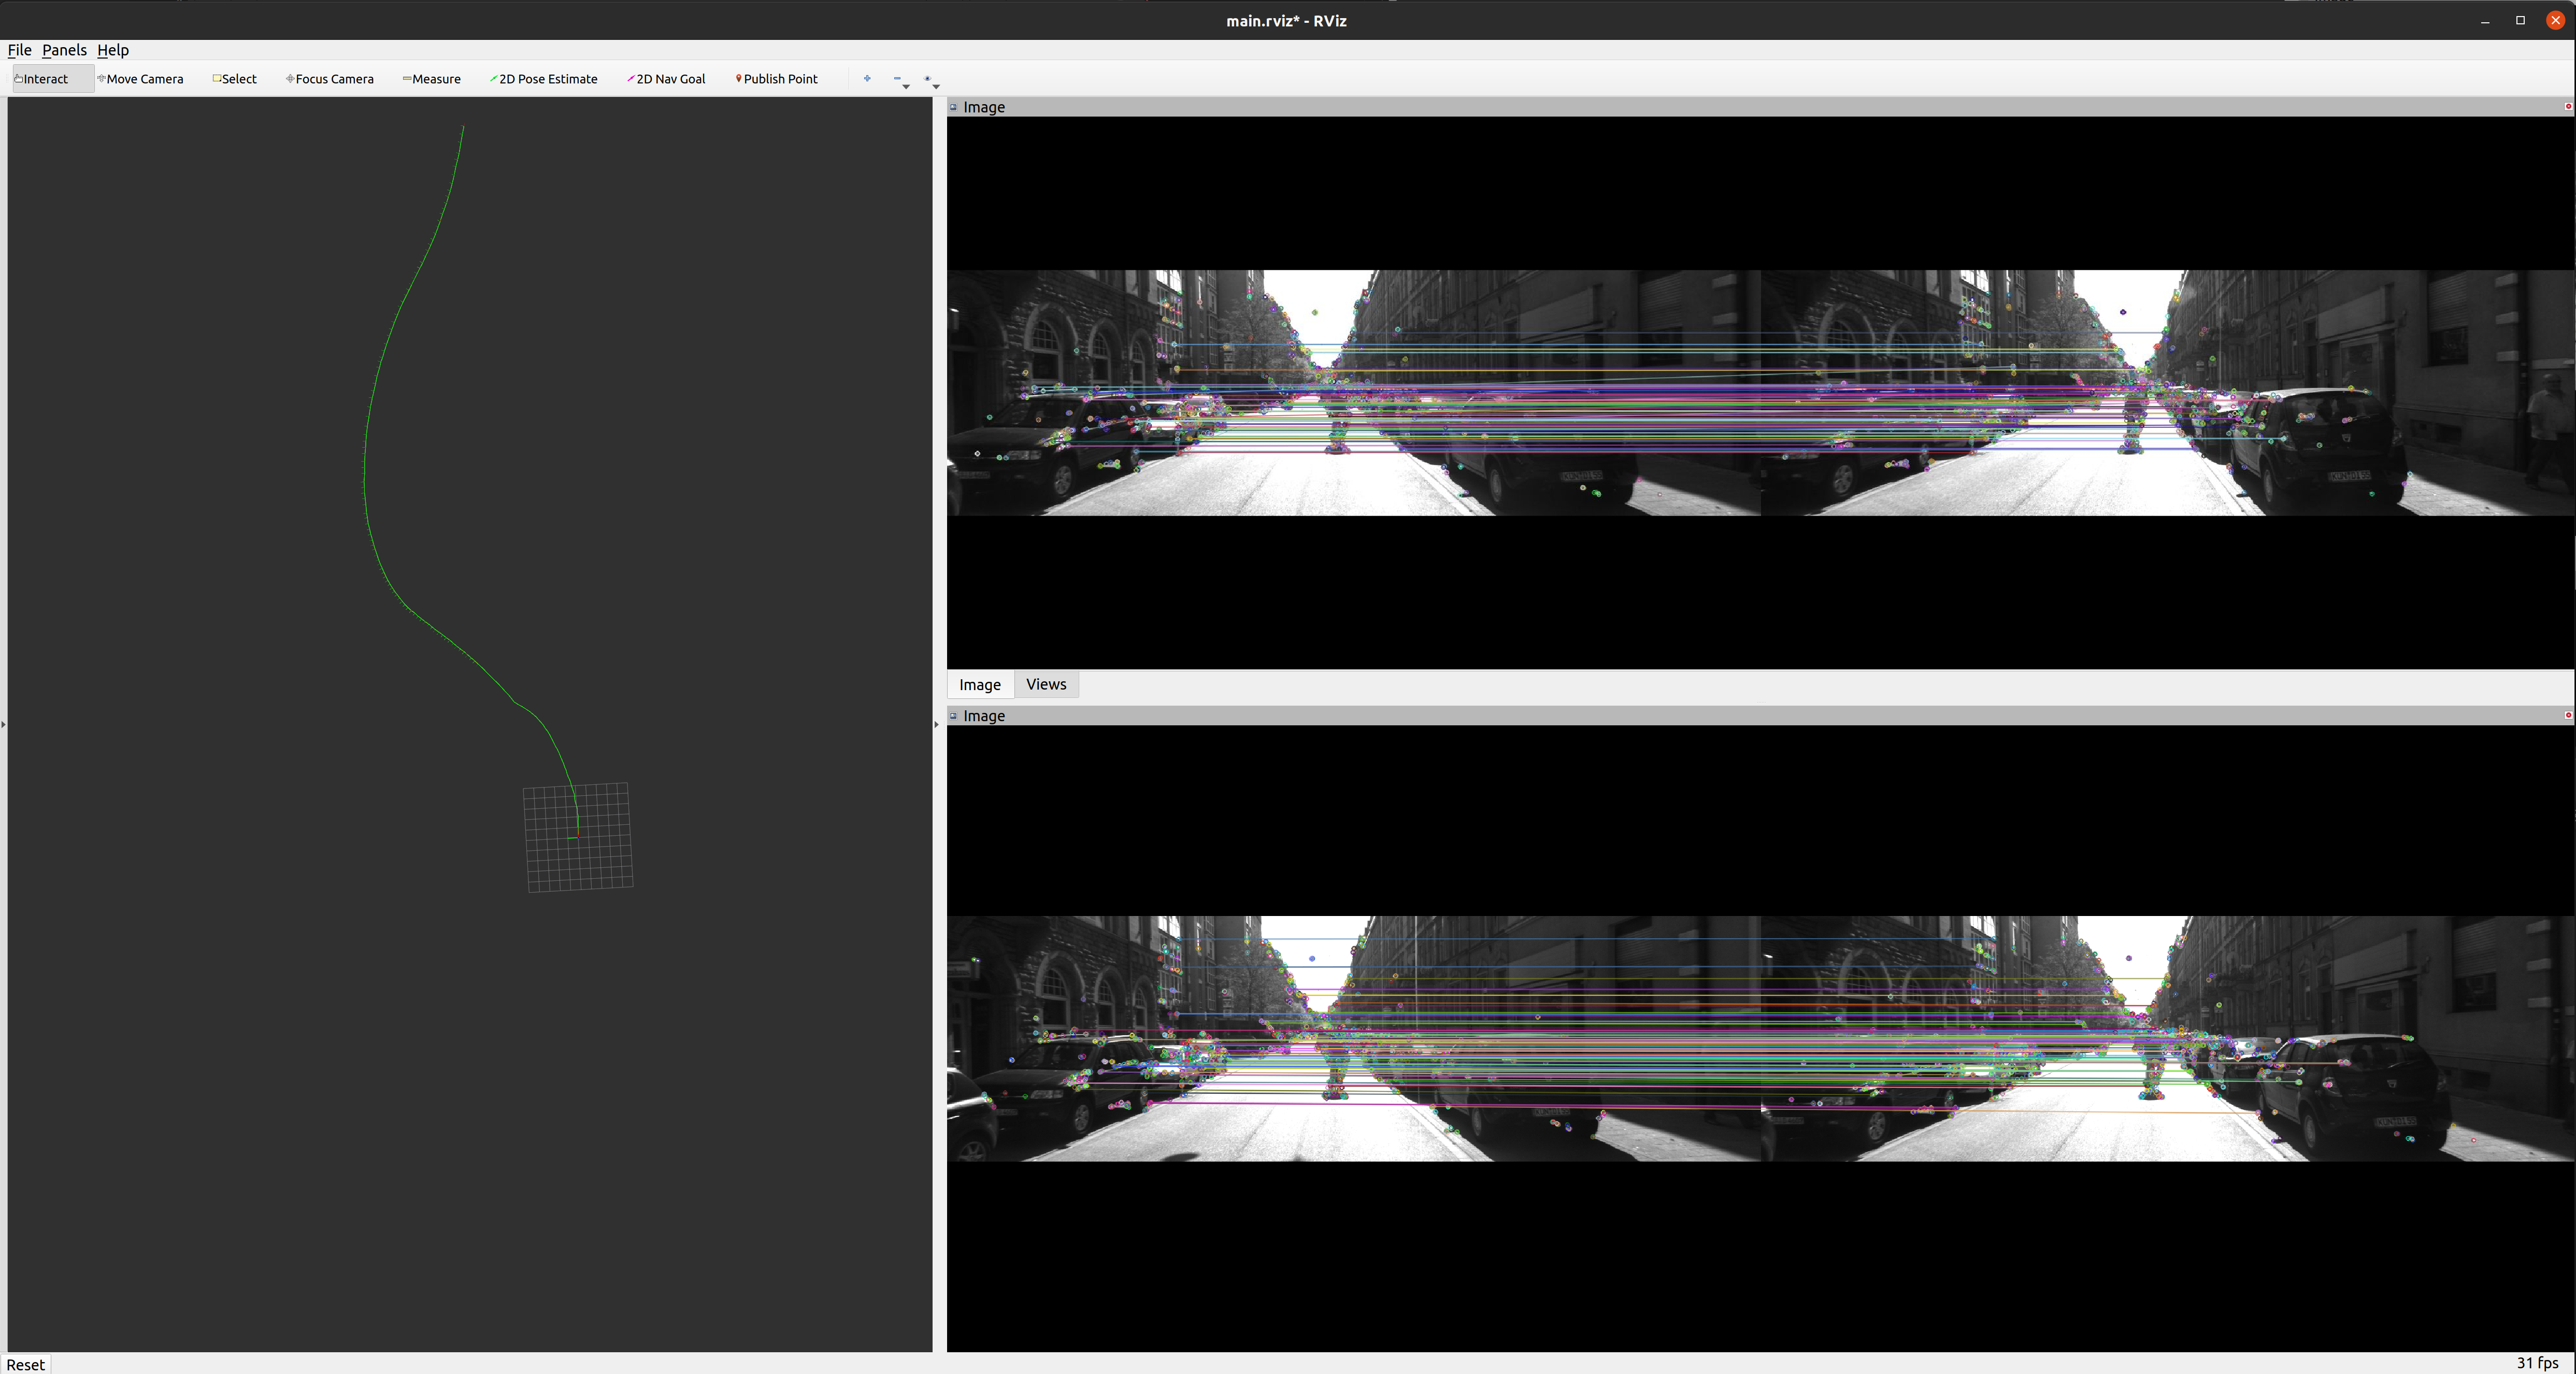 main.rviz* - RViz
File Panels Help
Interact Move Camera Select Focus Camera Measure 2D Pose Estimate 2D Nav Goal Publish Point
Image
Image Views
Image
Reset
31 fps